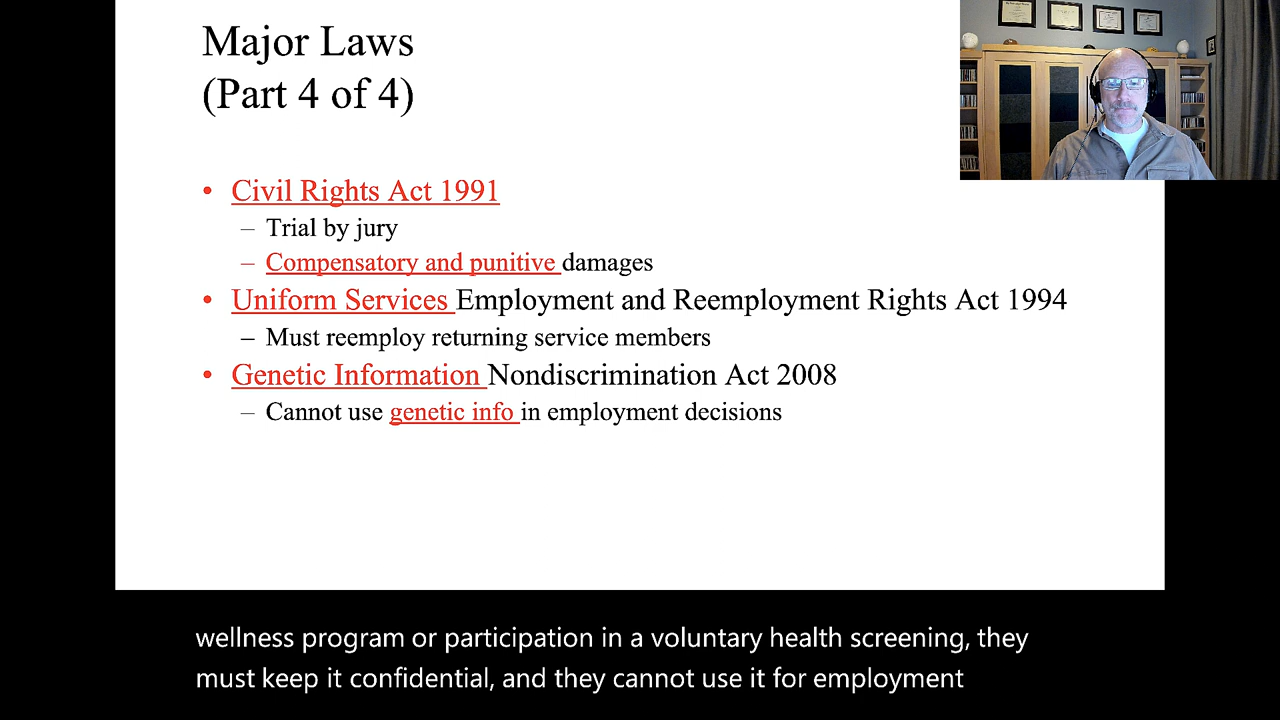 Major Laws
(Part 4 of 4)
• Civil Rights Act 1991
– Trial by jury
– Compensatory and punitive damages
• Uniform Services Employment and Reemployment Rights Act 1994
– Must reemploy returning service members
• Genetic Information Nondiscrimination Act 2008
– Cannot use genetic info in employment decisions
wellness program or participation in a voluntary health screening, they
must keep it confidential, and they cannot use it for employment